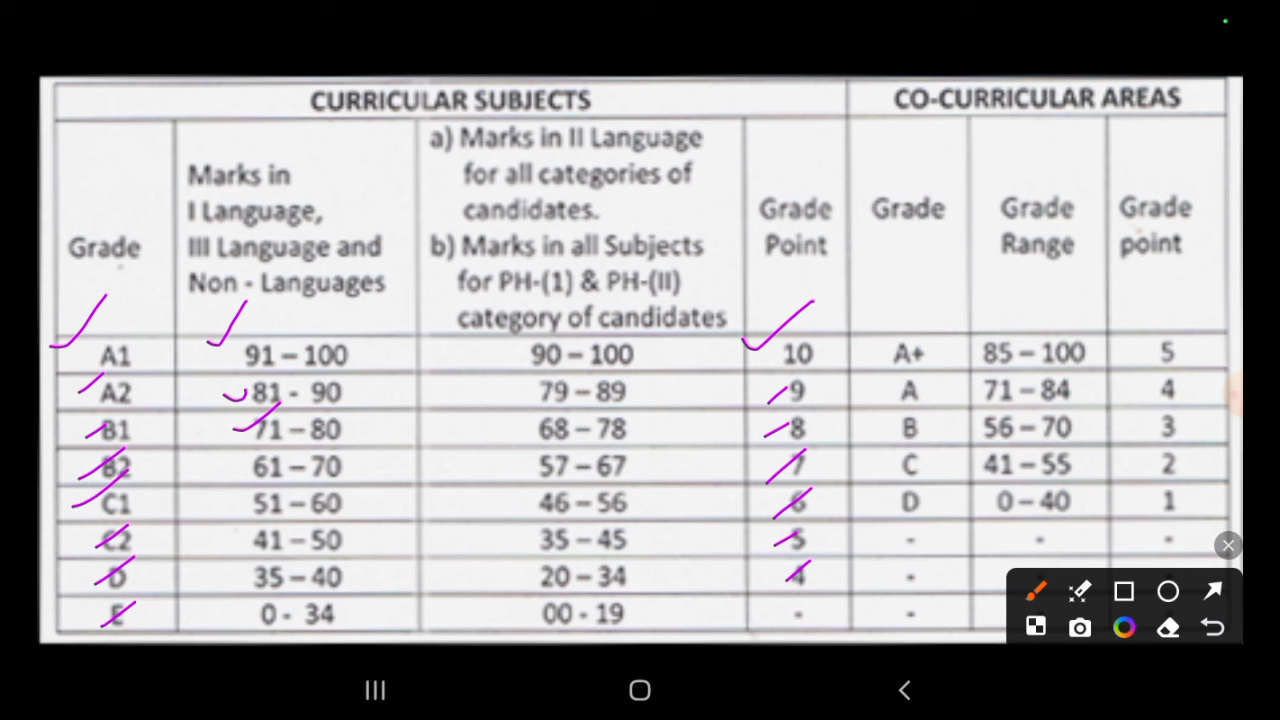 CURRICULAR SUBJECTS CO-CURRICULAR AREAS
Grade
Marks in
I Language,
III Language and
Non - Languages
a) Marks in II Language
for all categories of
candidates.
b) Marks in all Subjects
for PH-(1) & PH-(II)
category of candidates
Grade
Point
Grade
Grade
Range
Grade
point
A1 91 – 100 90 – 100 10 A+ 85 – 100 5
A2 81 - 90 79 – 89 9 A 71 – 84 4
B1 71 – 80 68 – 78 8 B 56 – 70 3
B2 61 – 70 57 – 67 7 C 41 – 55 2
C1 51 – 60 46 – 56 6 D 0 – 40 1
C2 41 – 50 35 – 45 5 - - -
D 35 – 40 20 – 34 4 -
E 0 - 34 00 - 19 - -